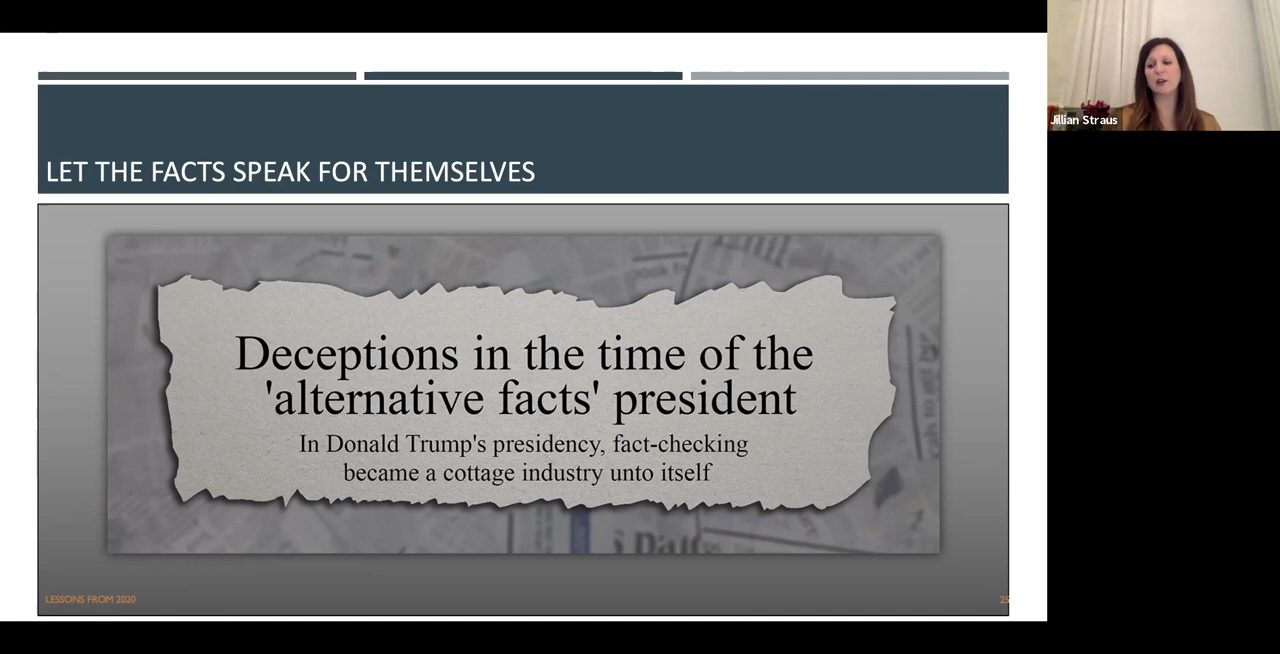 LET THE FACTS SPEAK FOR THEMSELVES
Deceptions in the time of the
'alternative facts' president
In Donald Trump's presidency, fact-checking
became a cottage industry unto itself
LESSONS FROM 2020
25
Jillian Straus